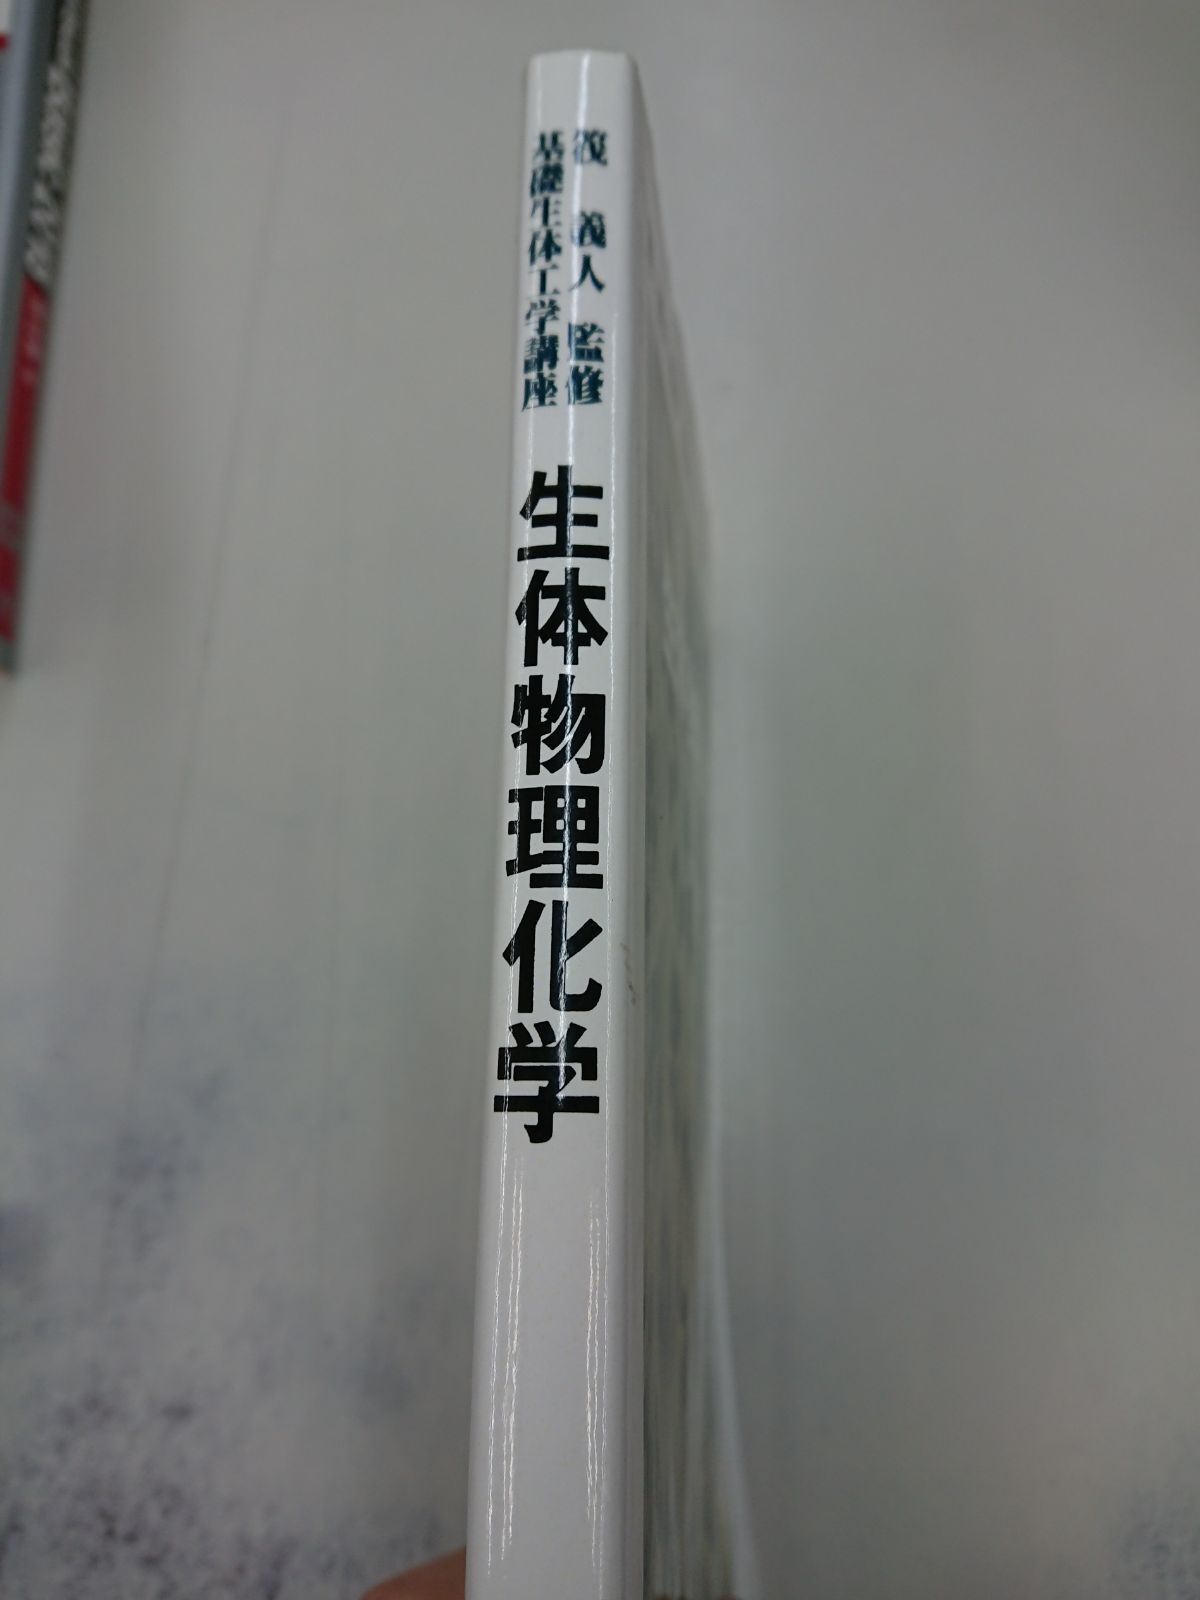 筏 義人 監修
基礎生体工学講座
生体物理化学